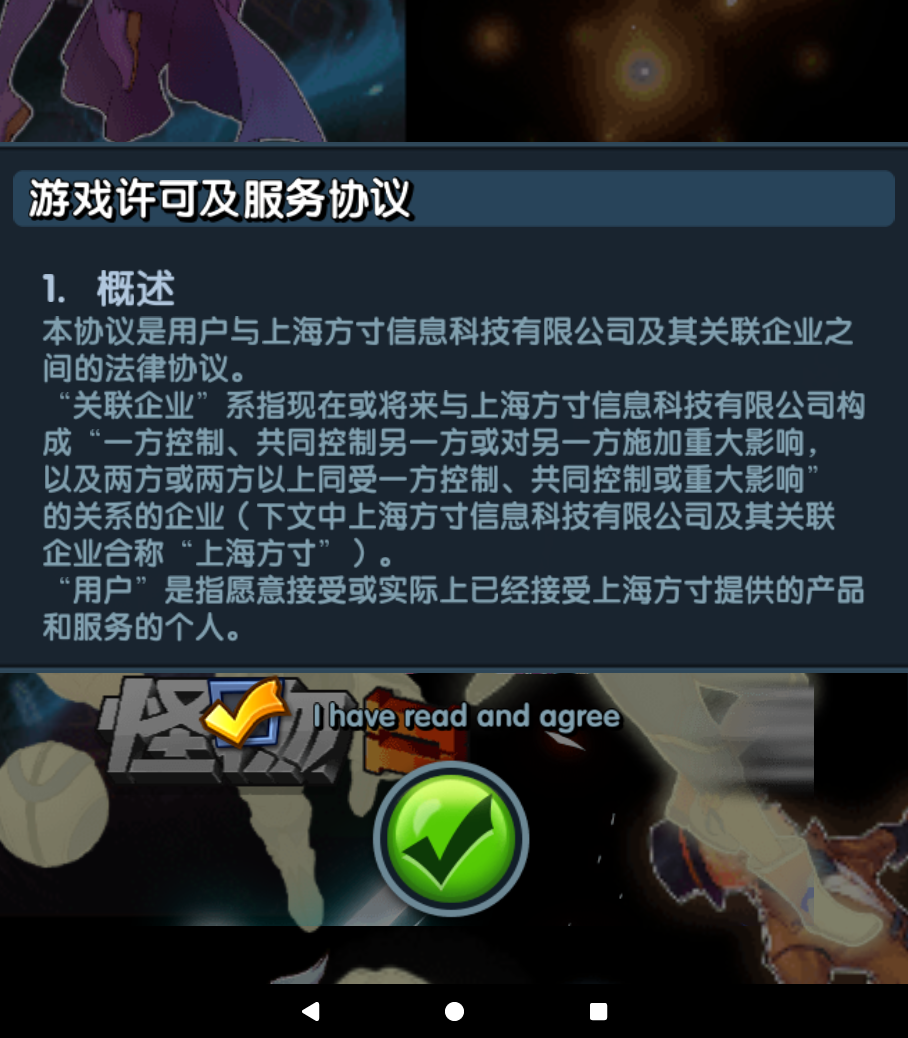 游戏许可及服务协议
1. 概述
本协议是用户与上海方寸信息科技有限公司及其关联企业之
间的法律协议。
“关联企业”系指现在或将来与上海方寸信息科技有限公司构
成“一方控制、共同控制另一方或对另一方施加重大影响，
以及两方或两方以上同受一方控制、共同控制或重大影响”
的关系的企业（下文中上海方寸信息科技有限公司及其关联
企业合称“上海方寸”）。
“用户”是指愿意接受或实际上已经接受上海方寸提供的产品
和服务的个人。
怪物
I have read and agree